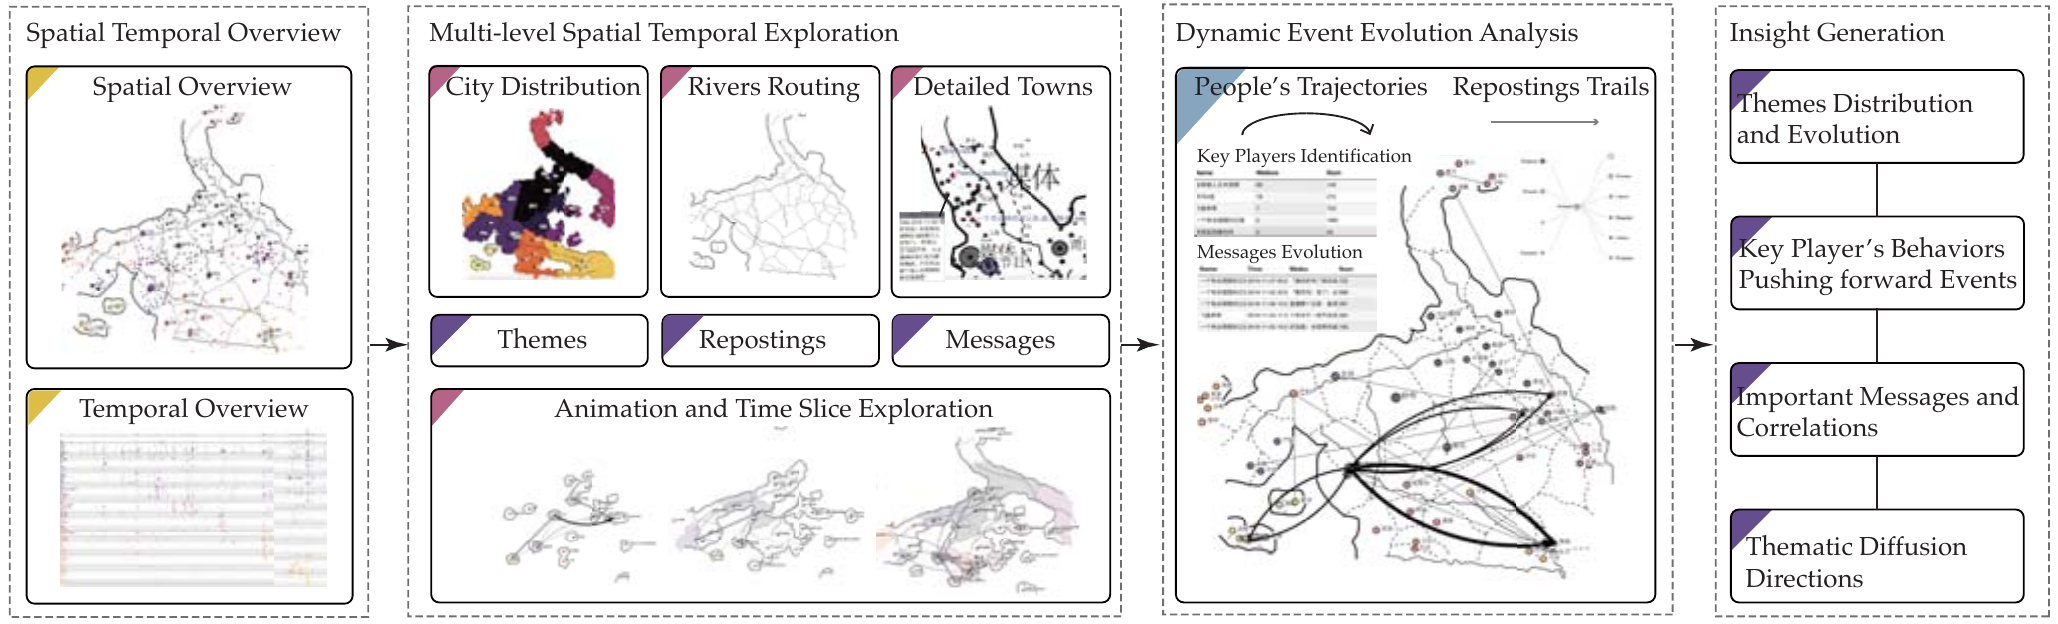 Spatial Temporal Overview
Spatial Overview
Temporal Overview
Multi-level Spatial Temporal Exploration
City Distribution
Rivers Routing
Detailed Towns
媒体
Themes
Repostings
Messages
Animation and Time Slice Exploration
Dynamic Event Evolution Analysis
People's Trajectories
Repostings Trails
Key Players Identification
Messages Evolution
Insight Generation
Themes Distribution
and Evolution
Key Player's Behaviors
Pushing forward Events
Important Messages and
Correlations
Thematic Diffusion
Directions